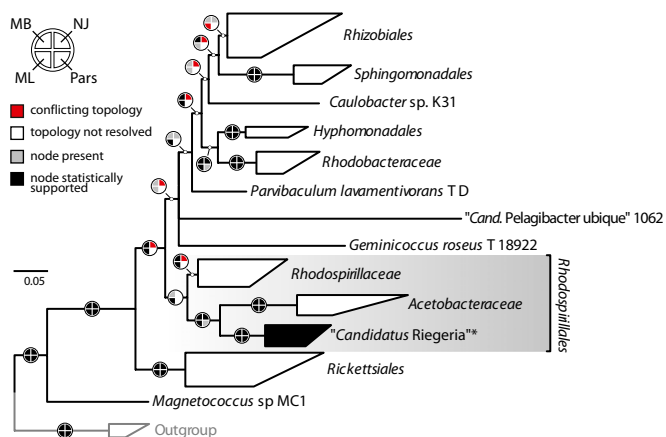 MB NJ
ML Pars
conflicting topology
topology not resolved
node present
node statistically
supported
0.05
Rhizobiales
Sphingomonadales
Caulobacter sp. K31
Hyphomonadales
Rhodobacteraceae
Parvibaculum lavamentivorans T D
"Cand. Pelagibacter ubique" 1062
Geminicoccus roseus T 18922
Rhodospirillaceae
Acetobacteraceae
"Candidatus Riegeria"*
Rhodospirillales
Rickettsiales
Magnetococcus sp MC1
Outgroup